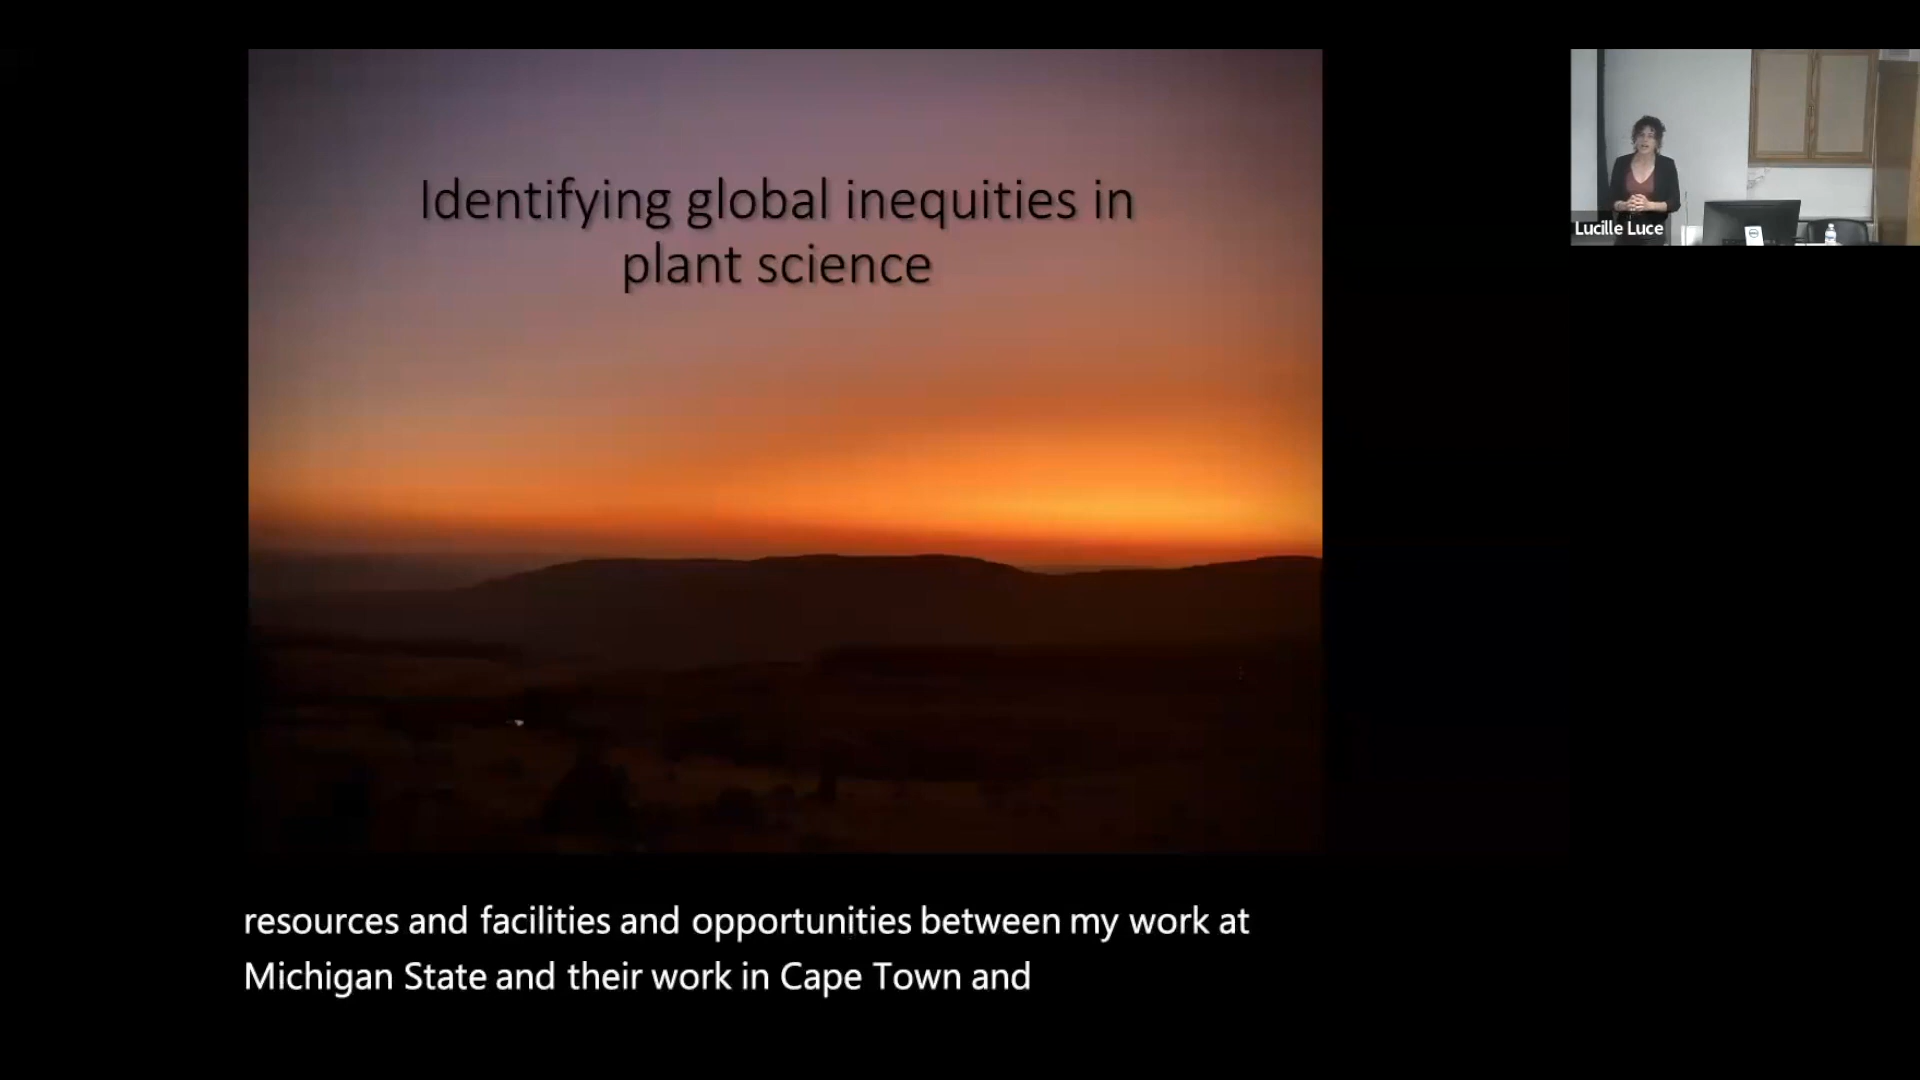 Identifying global inequities in
plant science
Lucille Luce
resources and facilities and opportunities between my work at
Michigan State and their work in Cape Town and